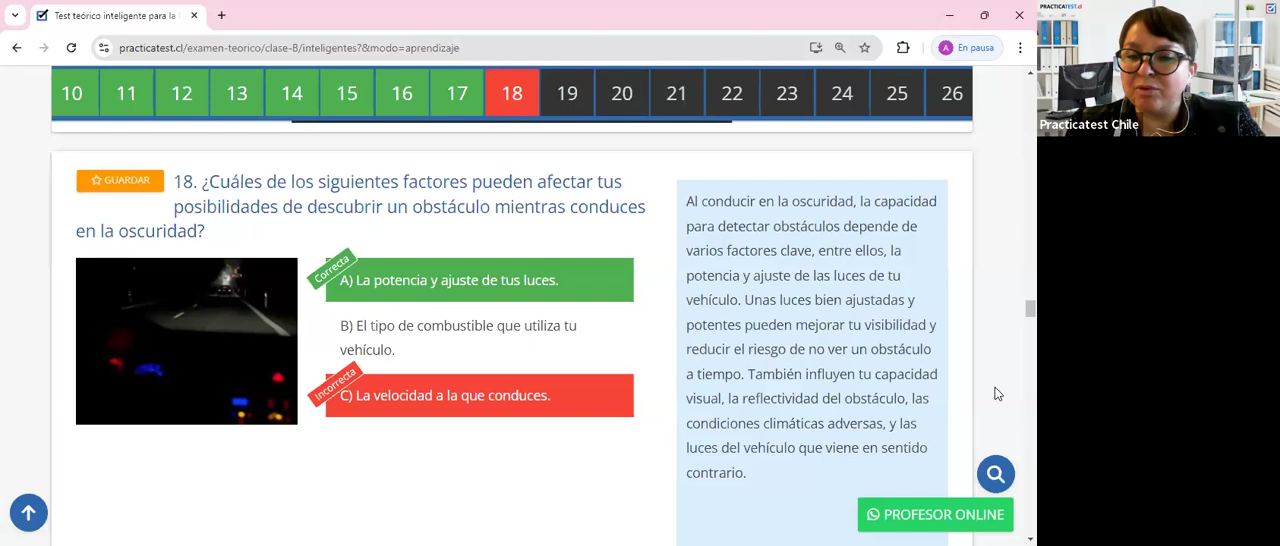 Test teórico inteligente para la
practicatest.cl/examen-teorico/clase-B/inteligentes?&modo=aprendizaje
A
En pausa
PRACTICATEST.cl
Practicatest Chile
10 11 12 13 14 15 16 17 18 19 20 21 22 23 24 25 26
GUARDAR
18. ¿Cuáles de los siguientes factores pueden afectar tus
posibilidades de descubrir un obstáculo mientras conduces
en la oscuridad?
Correcta
A) La potencia y ajuste de tus luces.
B) El tipo de combustible que utiliza tu
vehículo.
Incorrecta
C) La velocidad a la que conduces.
Al conducir en la oscuridad, la capacidad
para detectar obstáculos depende de
varios factores clave, entre ellos, la
potencia y ajuste de las luces de tu
vehículo. Unas luces bien ajustadas y
potentes pueden mejorar tu visibilidad y
reducir el riesgo de no ver un obstáculo
a tiempo. También influyen tu capacidad
visual, la reflectividad del obstáculo, las
condiciones climáticas adversas, y las
luces del vehículo que viene en sentido
contrario.
PROFESOR ONLINE